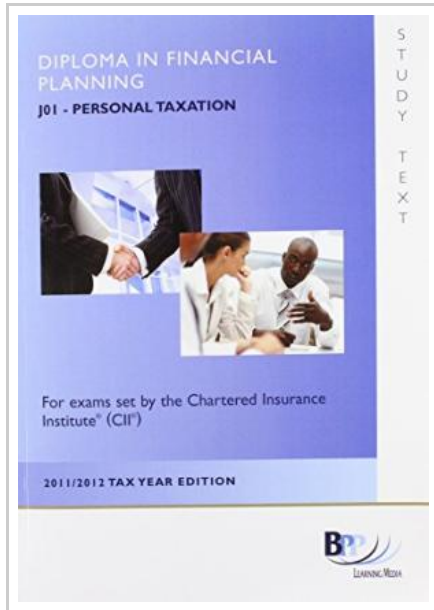 DIPLOMA IN FINANCIAL
PLANNING
J01 - PERSONAL TAXATION
STUDY TEXT
For exams set by the Chartered Insurance
Institute® (CII®)
2011/2012 TAX YEAR EDITION
BPP
LEARNING MEDIA